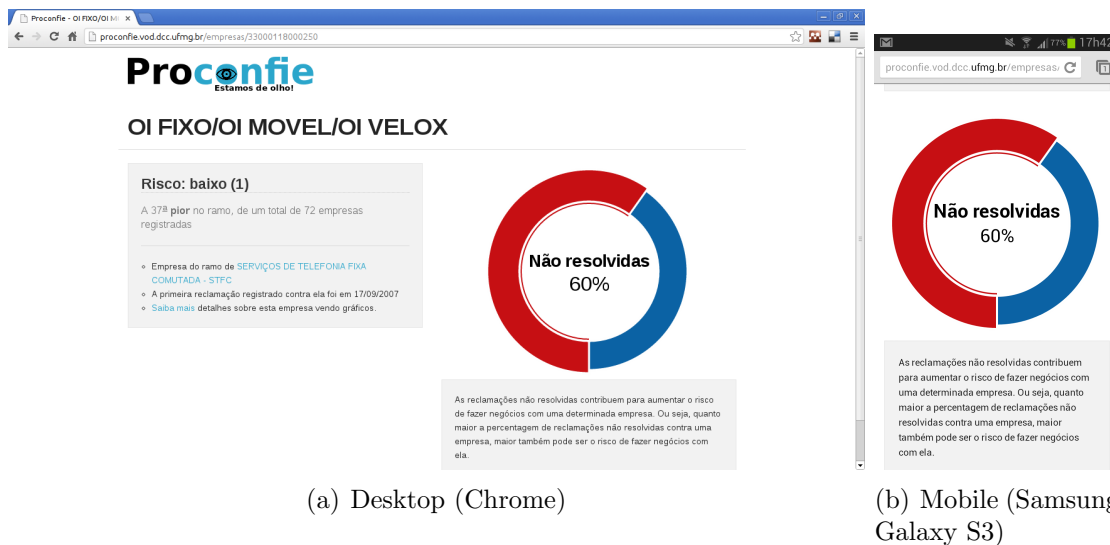 Proconfie - OI FIXO/OI M
proconfie.vod.dcc.ufmg.br/empresas/33000118000250
Proconfie
Estamos de olho!
OI FIXO/OI MOVEL/OI VELOX
Risco: baixo (1)
A 37ª pior no ramo, de um total de 72 empresas
registradas
Empresa do ramo de SERVIÇOS DE TELEFONIA FIXA
COMUTADA - STFC
A primeira reclamação registrado contra ela foi em 17/09/2007
Saiba mais detalhes sobre esta empresa vendo gráficos.
Não resolvidas
60%
As reclamações não resolvidas contribuem para aumentar o risco
de fazer negócios com uma determinada empresa. Ou seja, quanto
maior a percentagem de reclamações não resolvidas contra uma
empresa, maior também pode ser o risco de fazer negócios com
ela.
(a) Desktop (Chrome)
77% 17h42
proconfie.vod.dcc.ufmg.br/empresas/
1
Não resolvidas
60%
As reclamações não resolvidas contribuem
para aumentar o risco de fazer negócios com
uma determinada empresa. Ou seja, quanto
maior a percentagem de reclamações não
resolvidas contra uma empresa, maior
também pode ser o risco de fazer negócios
com ela.
(b) Mobile (Samsung
Galaxy S3)